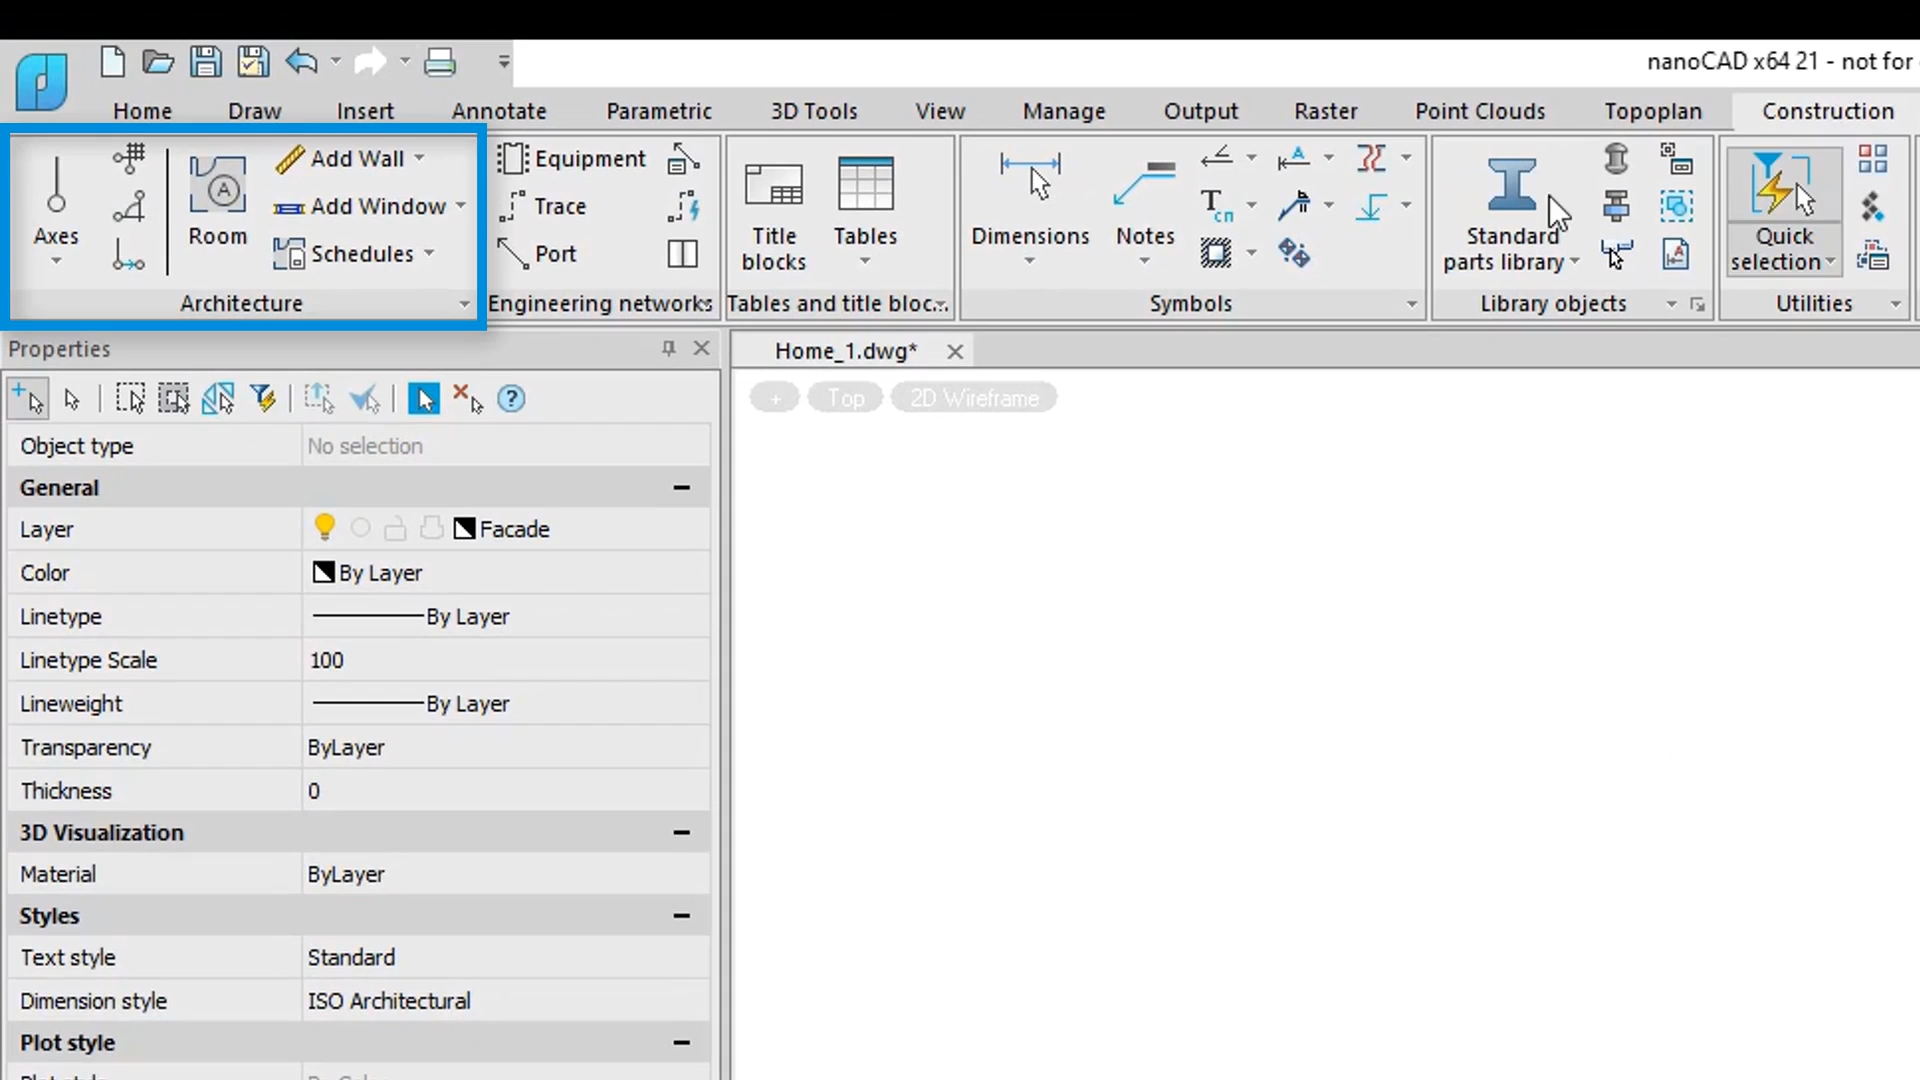 nanoCAD x64 21 - not for
Home Draw Insert Annotate Parametric 3D Tools View Manage Output Raster Point Clouds Topoplan Construction
Axes
Room
Add Wall
Add Window
Schedules
Architecture
Equipment
Trace
Port
Engineering networks
Title
blocks
Tables
Tables and title bloc...
Dimensions
Notes
Symbols
Standard
parts library
Library objects
Quick
selection
Utilities
Properties
Home_1.dwg*
+ Top 2D Wireframe
Object type No selection
General
Layer Facade
Color By Layer
Linetype By Layer
Linetype Scale 100
Lineweight By Layer
Transparency ByLayer
Thickness 0
3D Visualization
Material ByLayer
Styles
Text style Standard
Dimension style ISO Architectural
Plot style